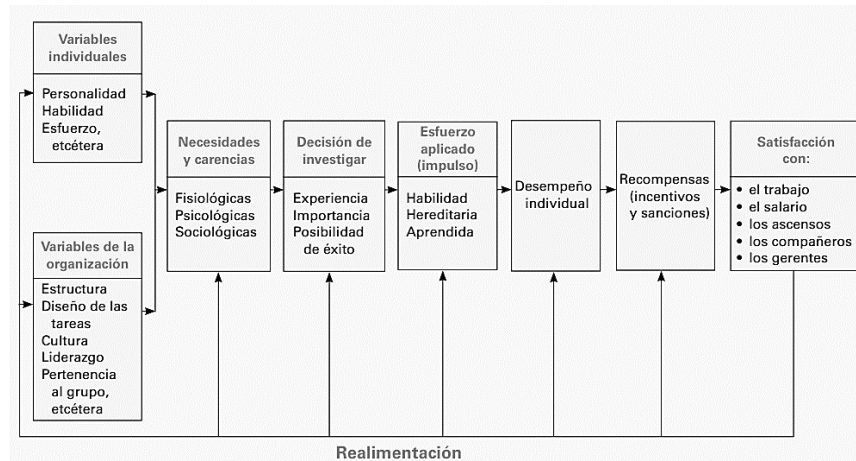 Variables
individuales
Personalidad
Habilidad
Esfuerzo,
etcétera
Variables de la
organización
Estructura
Diseño de las
tareas
Cultura
Liderazgo
Pertenencia
al grupo,
etcétera
Necesidades
y carencias
Fisiológicas
Psicológicas
Sociológicas
Decisión de
investigar
Experiencia
Importancia
Posibilidad
de éxito
Esfuerzo
aplicado
(impulso)
Habilidad
Hereditaria
Aprendida
Desempeño
individual
Recompensas
(incentivos
y sanciones)
Satisfacción
con:
• el trabajo
• el salario
• los ascensos
• los compañeros
• los gerentes
Realimentación